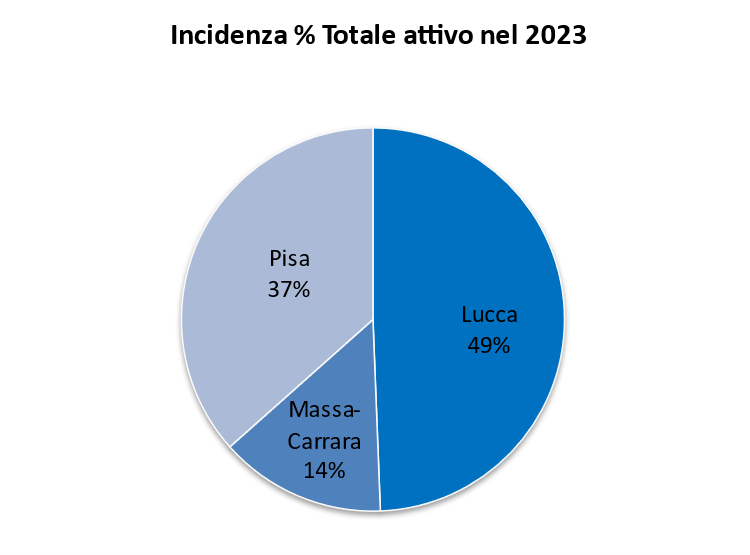 Incidenza % Totale attivo nel 2023
Pisa
37%
Lucca
49%
Massa-
Carrara
14%